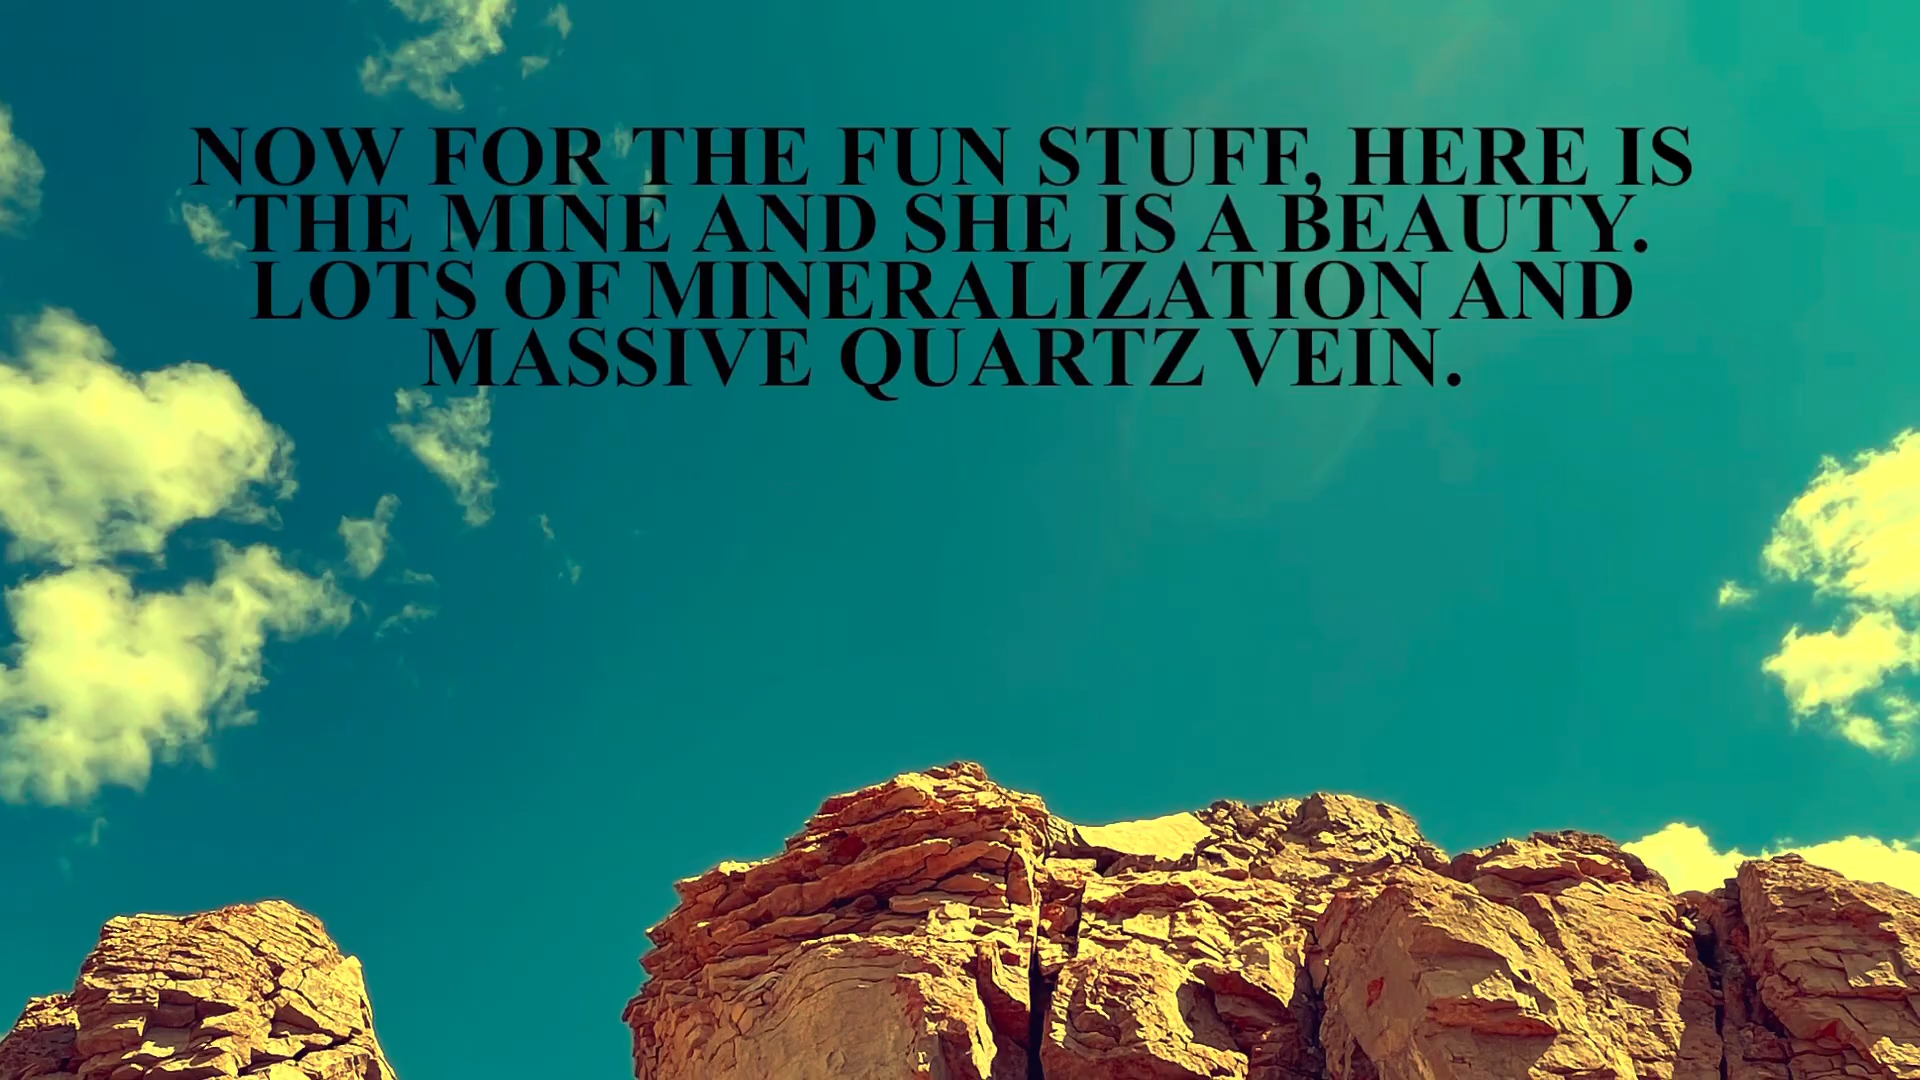 NOW FOR THE FUN STUFF, HERE IS
THE MINE AND SHE IS A BEAUTY.
LOTS OF MINERALIZATION AND
MASSIVE QUARTZ VEIN.